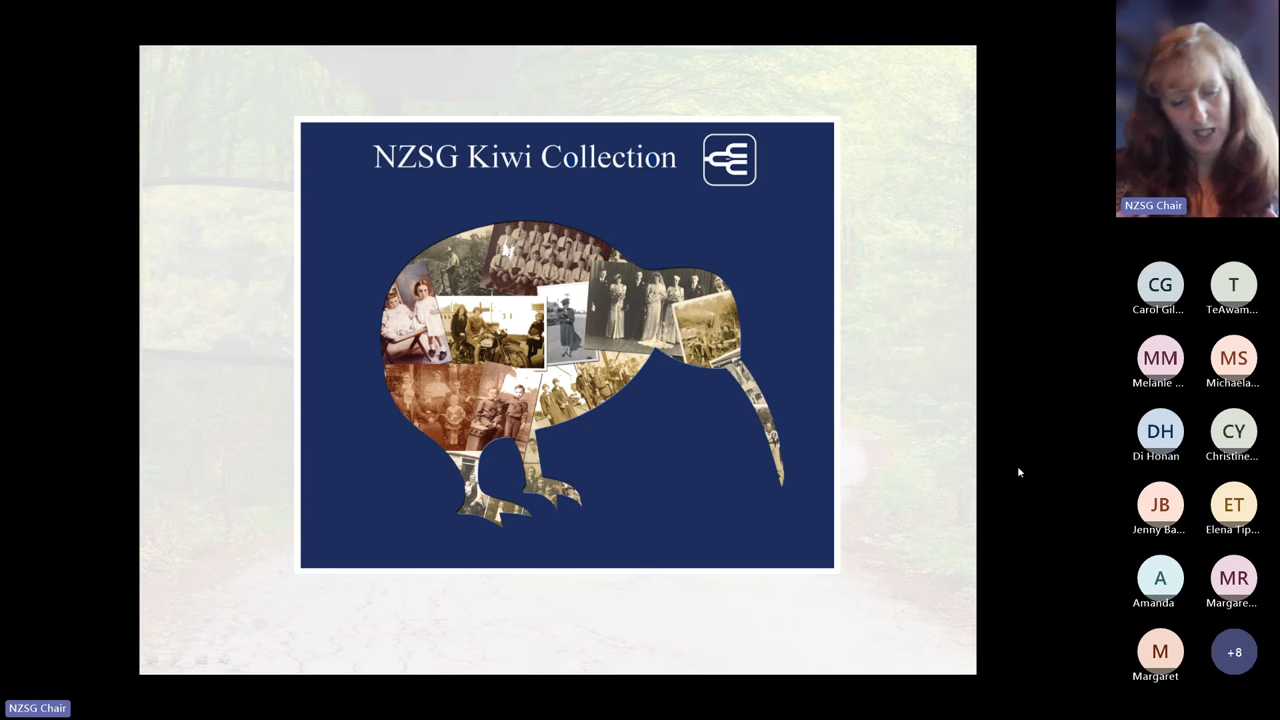 NZSG Kiwi Collection
NZSG Chair
CG
Carol Gil...
T
TeAwam...
MM
Melanie ...
MS
Michaela...
DH
Di Honan
CY
Christine...
JB
Jenny Ba...
ET
Elena Tip...
A
Amanda
MR
Margare...
M
Margaret
+8
NZSG Chair